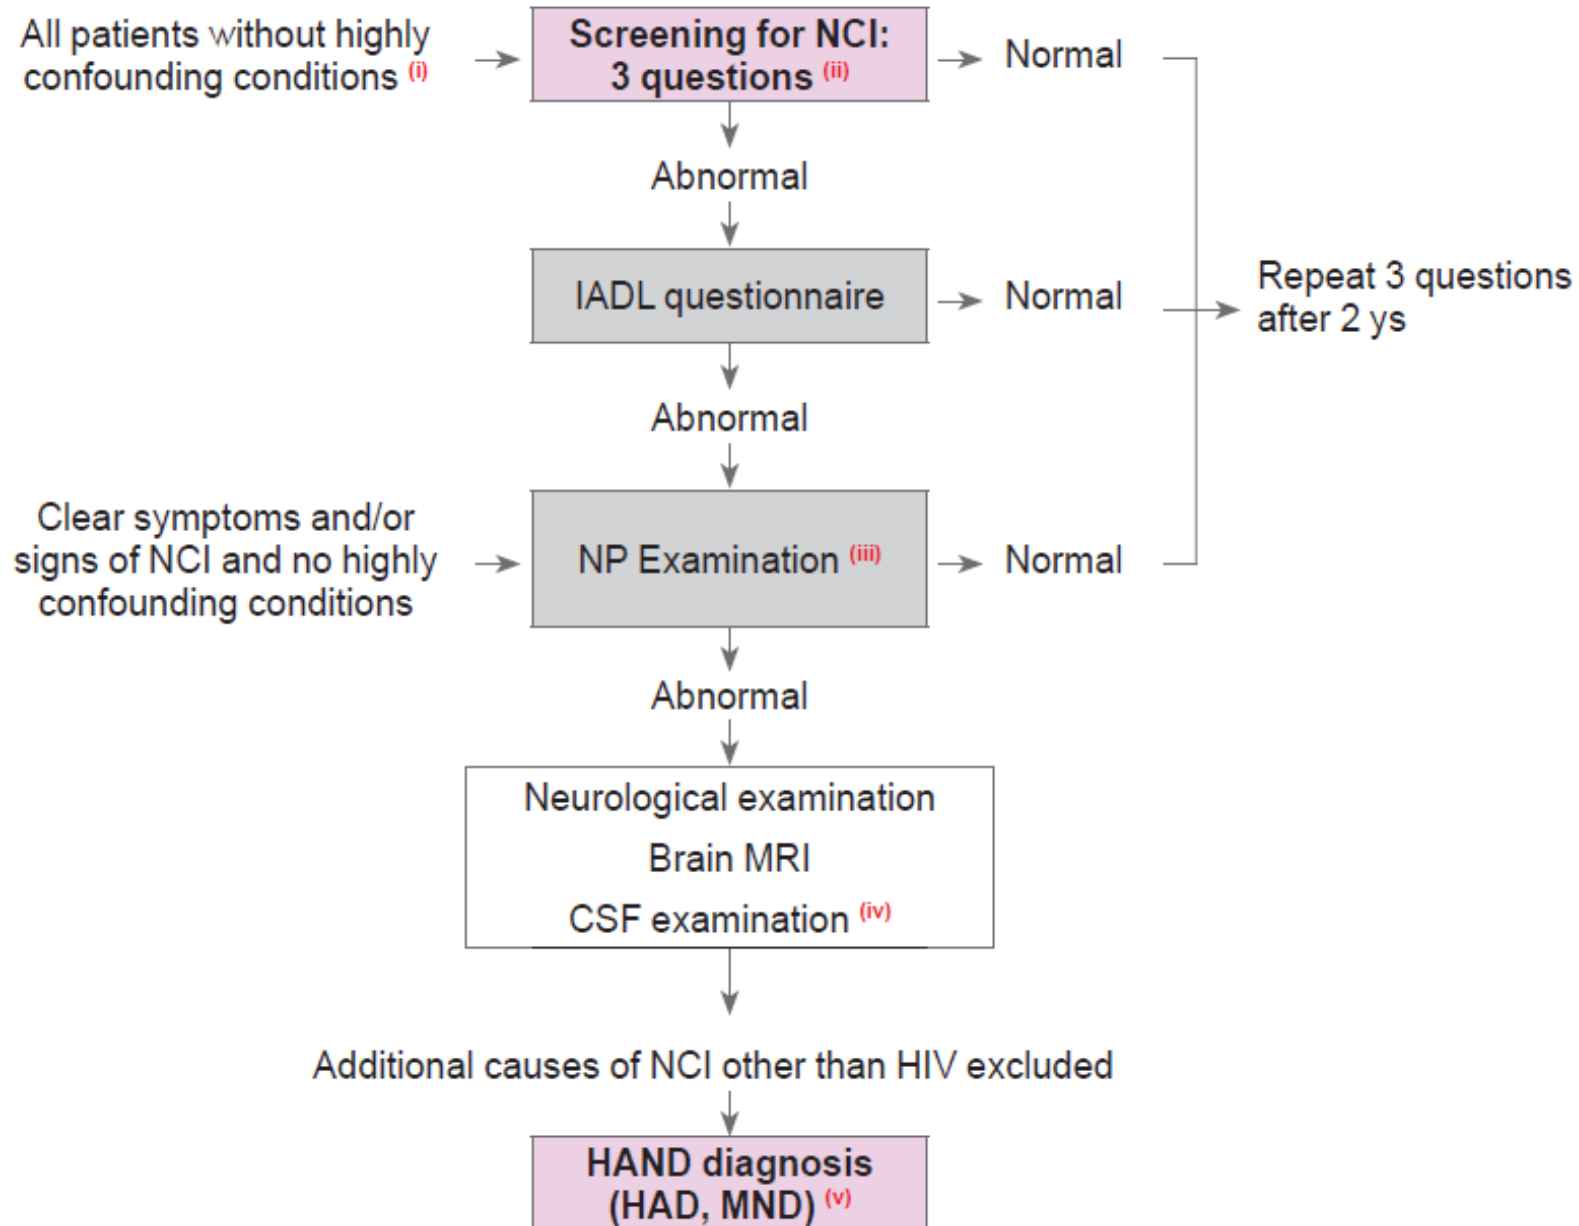 All patients without highly
confounding conditions (i)
Screening for NCI:
3 questions (ii)
Normal
Abnormal
IADL questionnaire
Normal
Repeat 3 questions
after 2 ys
Abnormal
Clear symptoms and/or
signs of NCI and no highly
confounding conditions
NP Examination (iii)
Normal
Abnormal
Neurological examination
Brain MRI
CSF examination (iv)
Additional causes of NCI other than HIV excluded
HAND diagnosis
(HAD, MND) (v)